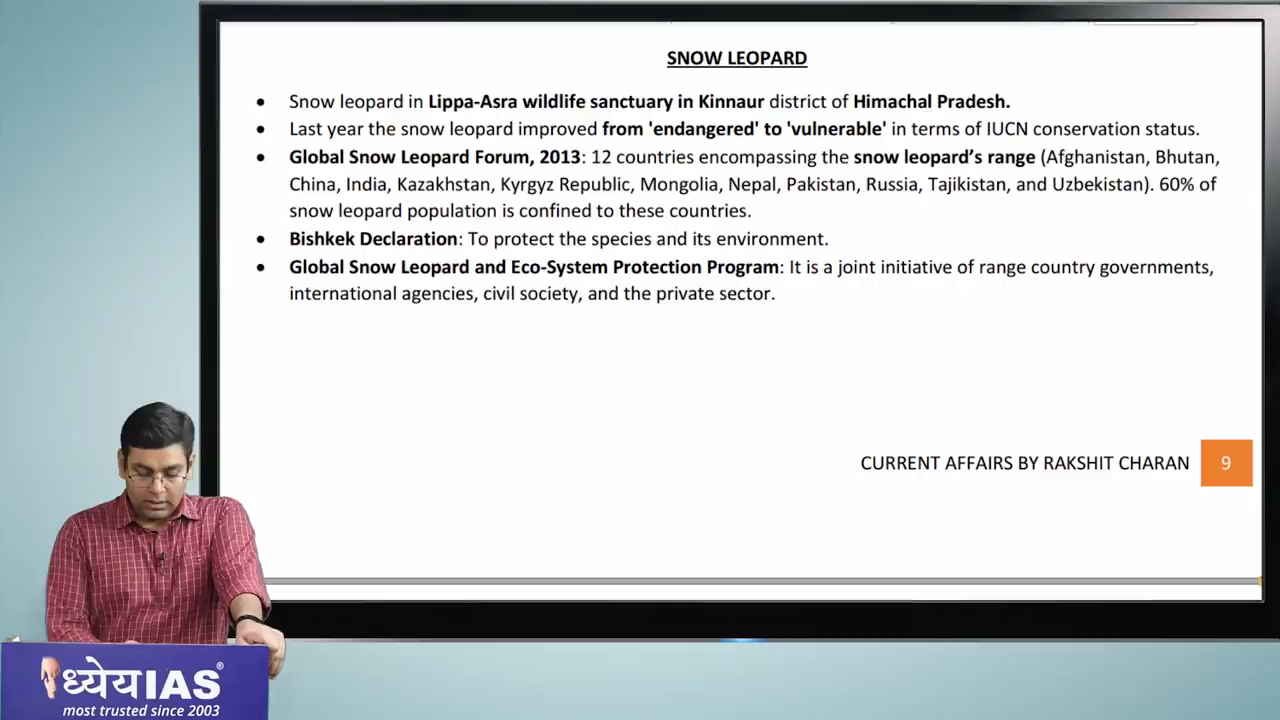 SNOW LEOPARD
• Snow leopard in Lippa-Asra wildlife sanctuary in Kinnaur district of Himachal Pradesh.
• Last year the snow leopard improved from 'endangered' to 'vulnerable' in terms of IUCN conservation status.
• Global Snow Leopard Forum, 2013: 12 countries encompassing the snow leopard’s range (Afghanistan, Bhutan,
China, India, Kazakhstan, Kyrgyz Republic, Mongolia, Nepal, Pakistan, Russia, Tajikistan, and Uzbekistan). 60% of
snow leopard population is confined to these countries.
• Bishkek Declaration: To protect the species and its environment.
• Global Snow Leopard and Eco-System Protection Program: It is a joint initiative of range country governments,
international agencies, civil society, and the private sector.
CURRENT AFFAIRS BY RAKSHIT CHARAN 9
ध्येय IAS®
most trusted since 2003